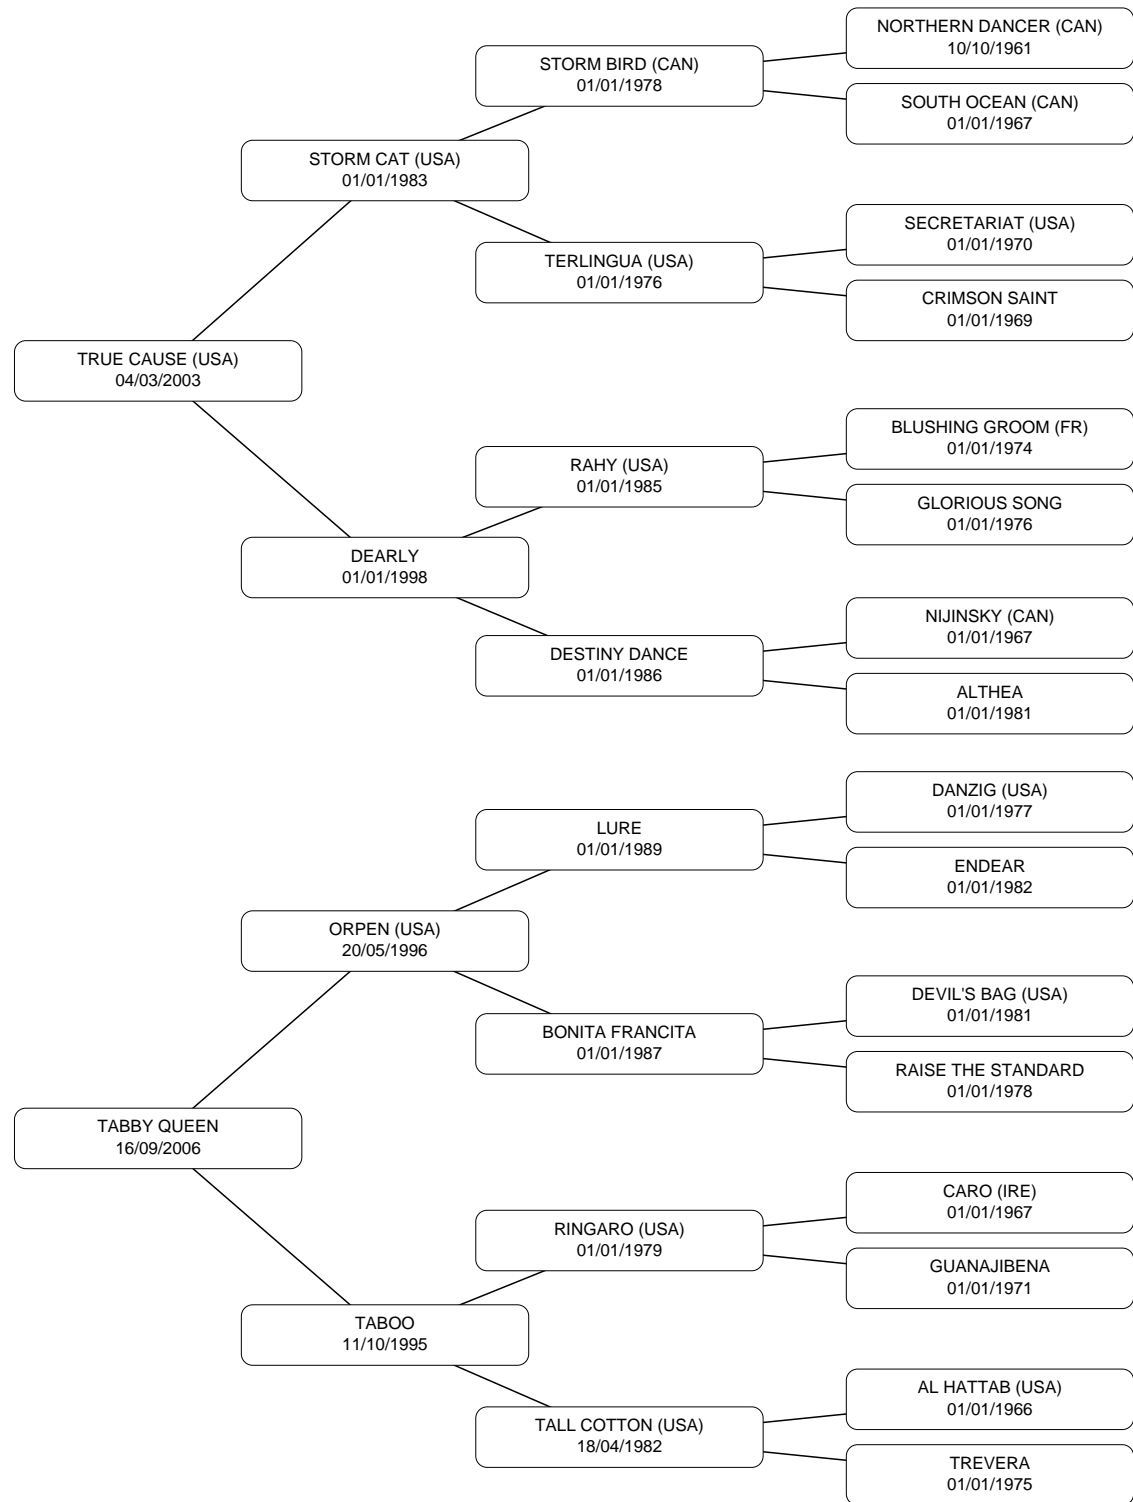 NORTHERN DANCER (CAN)
10/10/1961
STORM BIRD (CAN)
01/01/1978
SOUTH OCEAN (CAN)
01/01/1967
STORM CAT (USA)
01/01/1983
SECRETARIAT (USA)
01/01/1970
TERLINGUA (USA)
01/01/1976
CRIMSON SAINT
01/01/1969
TRUE CAUSE (USA)
04/03/2003
BLUSHING GROOM (FR)
01/01/1974
RAHY (USA)
01/01/1985
GLORIOUS SONG
01/01/1976
DEARLY
01/01/1998
NIJINSKY (CAN)
01/01/1967
DESTINY DANCE
01/01/1986
ALTHEA
01/01/1981
DANZIG (USA)
01/01/1977
LURE
01/01/1989
ENDEAR
01/01/1982
ORPEN (USA)
20/05/1996
DEVIL'S BAG (USA)
01/01/1981
BONITA FRANCITA
01/01/1987
RAISE THE STANDARD
01/01/1978
TABBY QUEEN
16/09/2006
CARO (IRE)
01/01/1967
RINGARO (USA)
01/01/1979
GUANAJIBENA
01/01/1971
TABOO
11/10/1995
AL HATTAB (USA)
01/01/1966
TALL COTTON (USA)
18/04/1982
TREVERA
01/01/1975